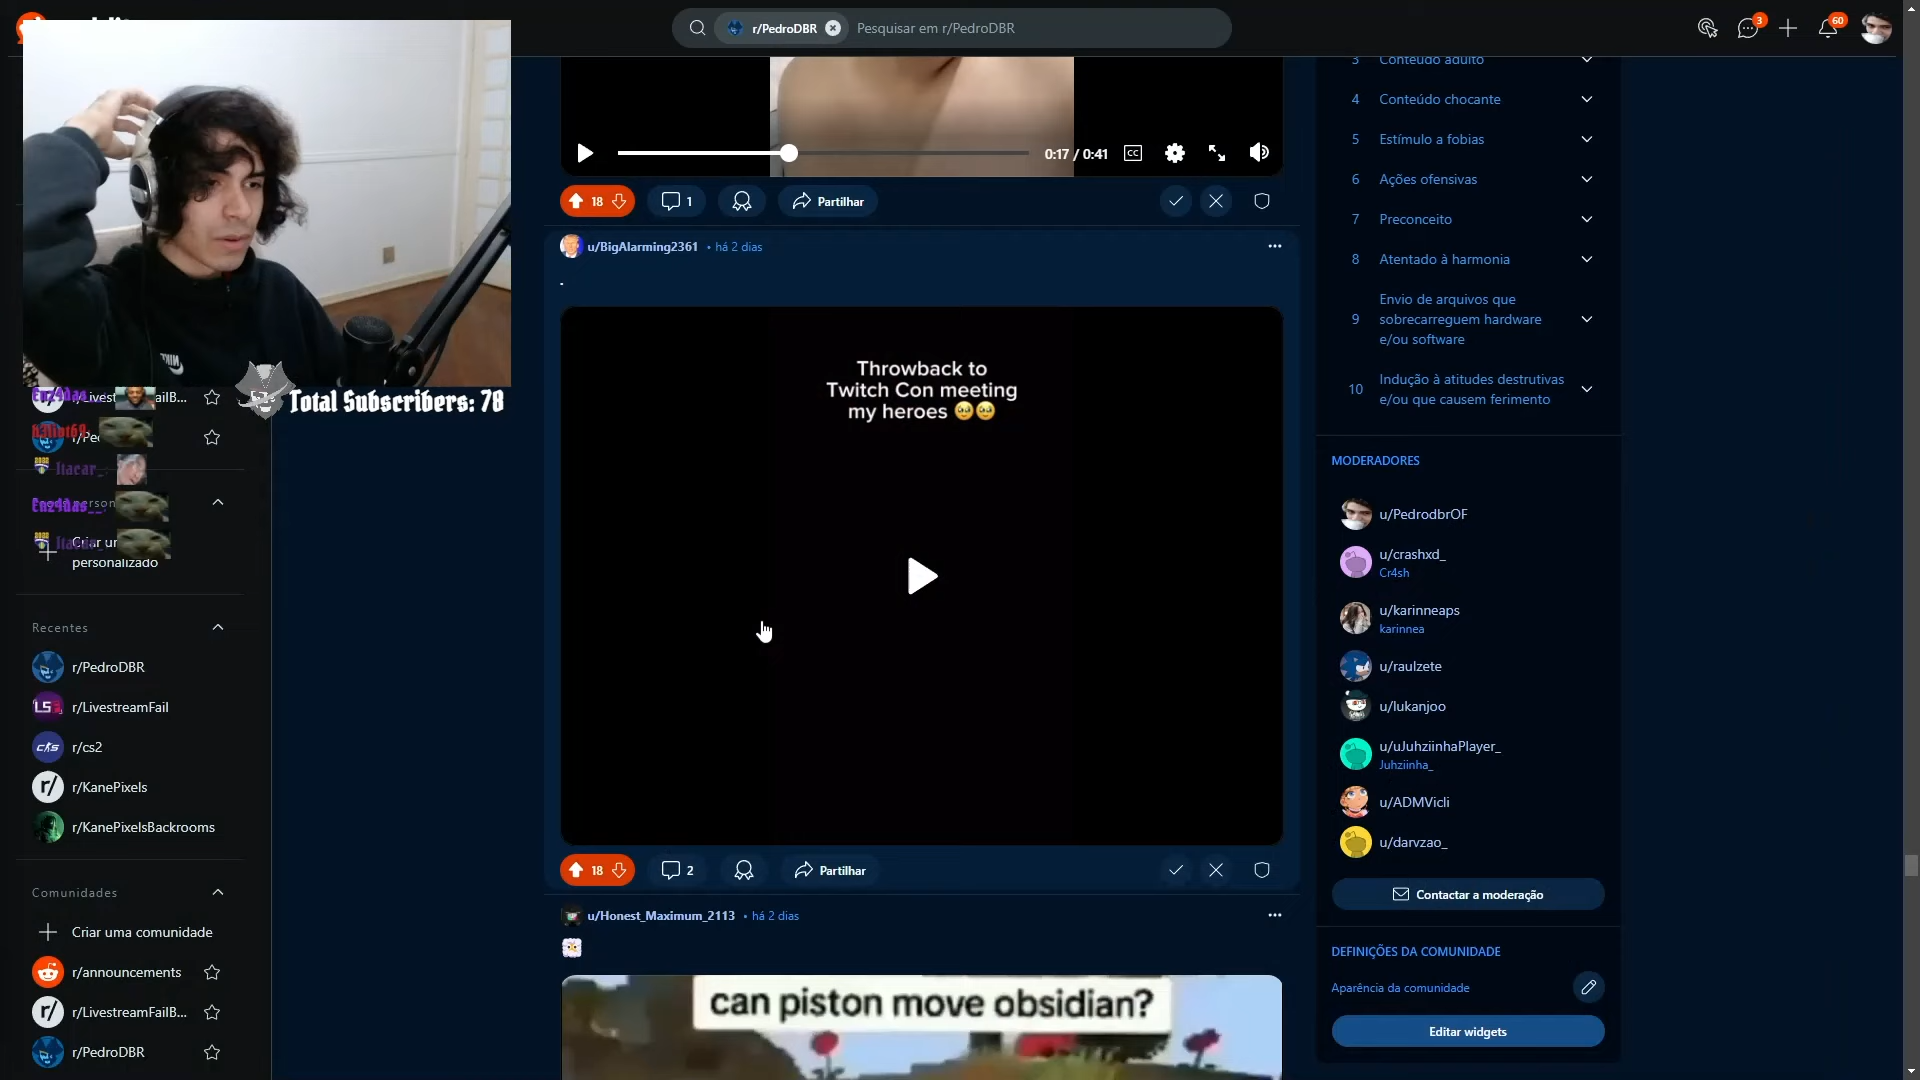 r/PedroDBR
Pesquisar em r/PedroDBR
3
60
Total Subscribers: 78
r/Pe
Criar un
personalizado
Recentes
r/PedroDBR
r/LivestreamFail
r/cs2
r/KanePixels
r/KanePixelsBackrooms
Comunidades
Criar uma comunidade
r/announcements
r/LivestreamFailB...
r/PedroDBR
0:17 / 0:41
CC
18
1
Partilhar
u/BigAlarming2361 • há 2 dias
.
Throwback to
Twitch Con meeting
my heroes 🥹🥹
18
2
Partilhar
u/Honest_Maximum_2113 • há 2 dias
can piston move obsidian?
3 Conteúdo adulto
4 Conteúdo chocante
5 Estímulo a fobias
6 Ações ofensivas
7 Preconceito
8 Atentado à harmonia
9 Envio de arquivos que
sobrecarreguem hardware
e/ou software
10 Indução à atitudes destrutivas
e/ou que causem ferimento
MODERADORES
u/PedrodbrOF
u/crashxd_
Cr4sh
u/karinneaps
karinnea
u/raulzete
u/lukanjoo
u/uJuhziinhaPlayer_
Juhziinha_
u/ADMVicli
u/darvzao_
Contactar a moderação
DEFINIÇÕES DA COMUNIDADE
Aparência da comunidade
Editar widgets